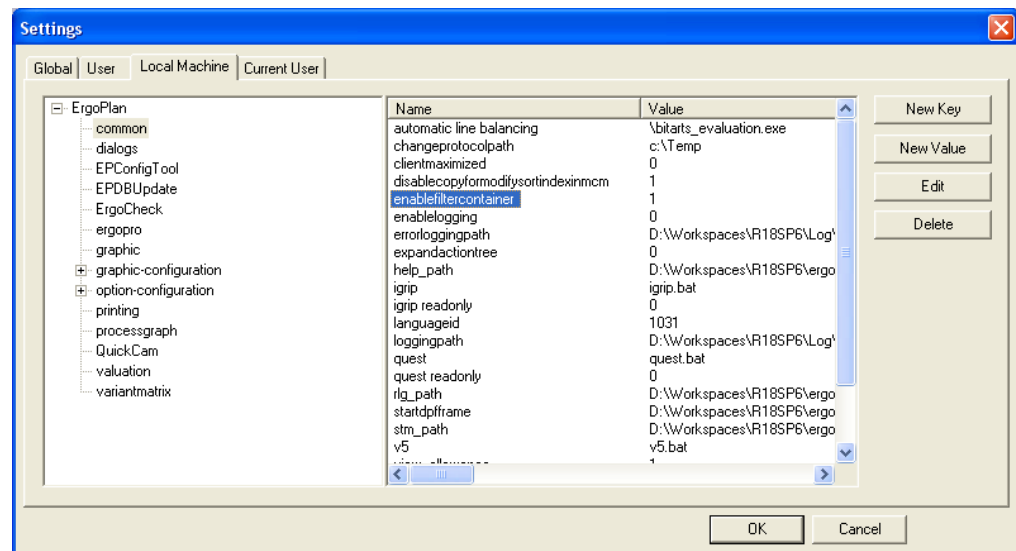 Settings
Global User Local Machine Current User
ErgoPlan
common
dialogs
EPConfigTool
EPDBUpdate
ErgoCheck
ergopro
graphic
graphic-configuration
option-configuration
printing
processgraph
QuickCam
valuation
variantmatrix
Name Value
automatic line balancing \bitarts_evaluation.exe
changeprotocolpath c:\Temp
clientmaximized 0
disablecopyformodifysortindexinmcm 1
enablefiltercontainer 1
enablelogging 0
errorloggingpath D:\Workspaces\R18SP6\Log\
expandactiontree 0
help_path D:\Workspaces\R18SP6\ergo
igrip igrip.bat
igrip readonly 0
languageid 1031
loggingpath D:\Workspaces\R18SP6\Log\
quest quest.bat
quest readonly 0
rlg_path D:\Workspaces\R18SP6\ergo
startdpfframe D:\Workspaces\R18SP6\ergo
stm_path D:\Workspaces\R18SP6\ergo
v5 v5.bat
New Key
New Value
Edit
Delete
OK Cancel